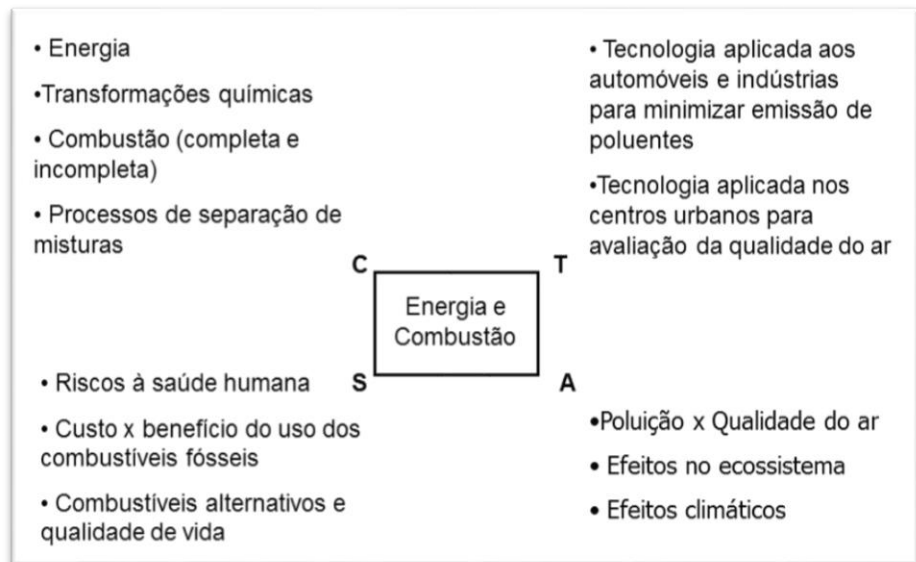 • Energia
•Transformações químicas
• Combustão (completa e
incompleta)
• Processos de separação de
misturas
• Tecnologia aplicada aos
automóveis e indústrias
para minimizar emissão de
poluentes
•Tecnologia aplicada nos
centros urbanos para
avaliação da qualidade do ar
C
T
Energia e
Combustão
S
A
• Riscos à saúde humana
• Custo x benefício do uso dos
combustíveis fósseis
• Combustíveis alternativos e
qualidade de vida
•Poluição x Qualidade do ar
• Efeitos no ecossistema
• Efeitos climáticos